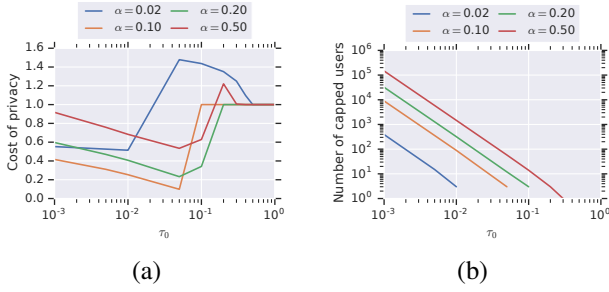 α = 0.02 α = 0.20
α = 0.10 α = 0.50
Cost of privacy
1.6
1.4
1.2
1.0
0.8
0.6
0.4
0.2
0.0
10⁻³ 10⁻² 10⁻¹ 10⁰
τ₀
(a)
α = 0.02 α = 0.20
α = 0.10 α = 0.50
Number of capped users
10⁶
10⁵
10⁴
10³
10²
10¹
10⁰
10⁻³ 10⁻² 10⁻¹ 10⁰
τ₀
(b)